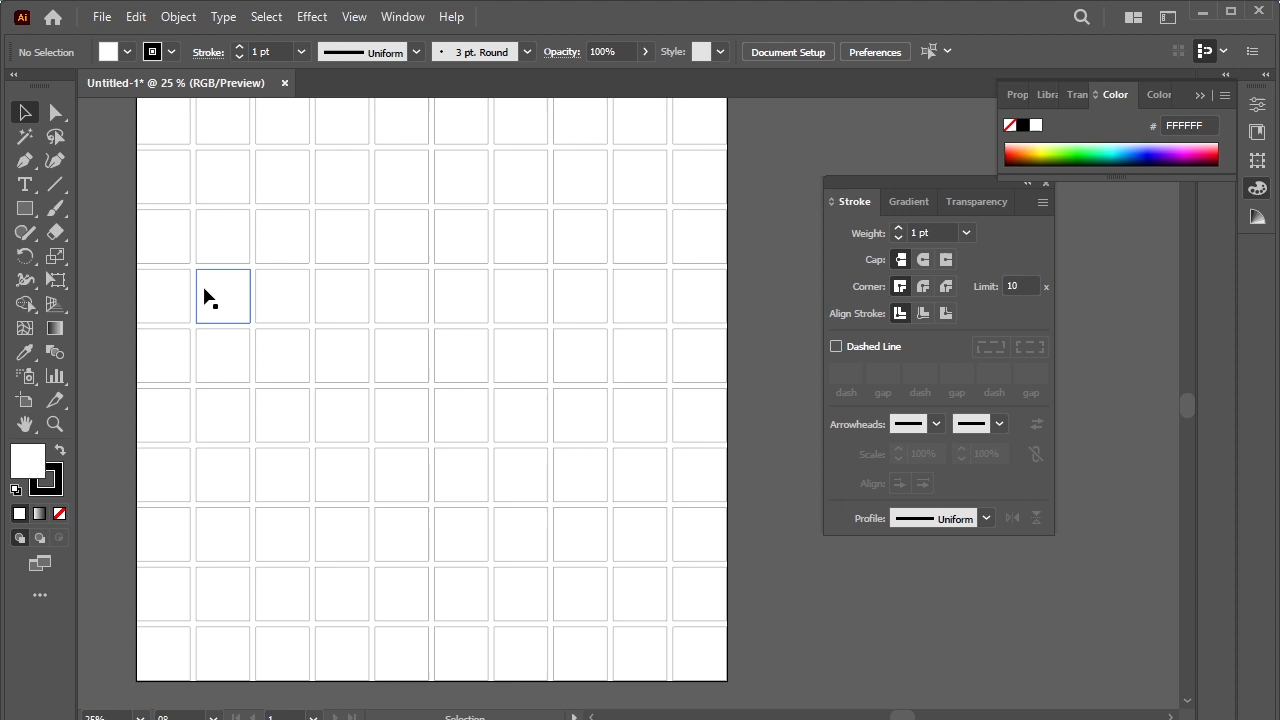 Ai File Edit Object Type Select Effect View Window Help
No Selection Stroke: 1 pt Uniform 3 pt. Round Opacity: 100% Style: Document Setup Preferences
Untitled-1* @ 25 % (RGB/Preview)
Prop Libra Tran Color Color
# FFFFFF
Stroke Gradient Transparency
Weight: 1 pt
Cap:
Corner: Limit: 10 x
Align Stroke:
Dashed Line
dash gap dash gap dash gap
Arrowheads:
Scale: 100% 100%
Align:
Profile: Uniform
25% 08 1 Selection